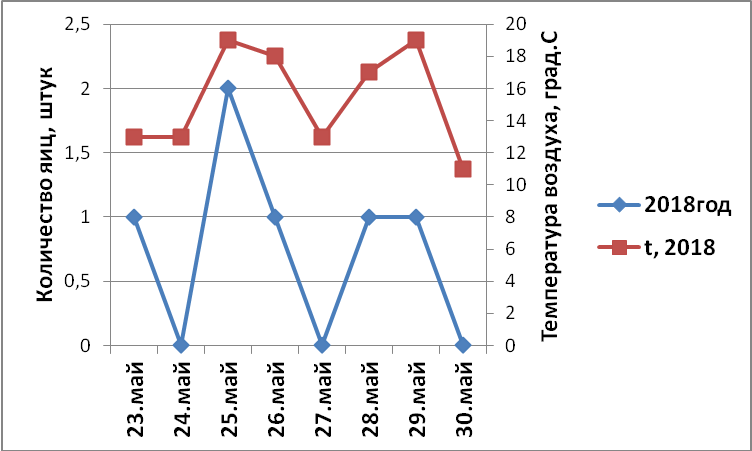 Количество яиц, штук
2,5
2
1,5
1
0,5
0
20
18
16
14
12
10
8
6
4
2
0
Температура воздуха, град.С
23.май
24.май
25.май
26.май
27.май
28.май
29.май
30.май
2018год
t, 2018